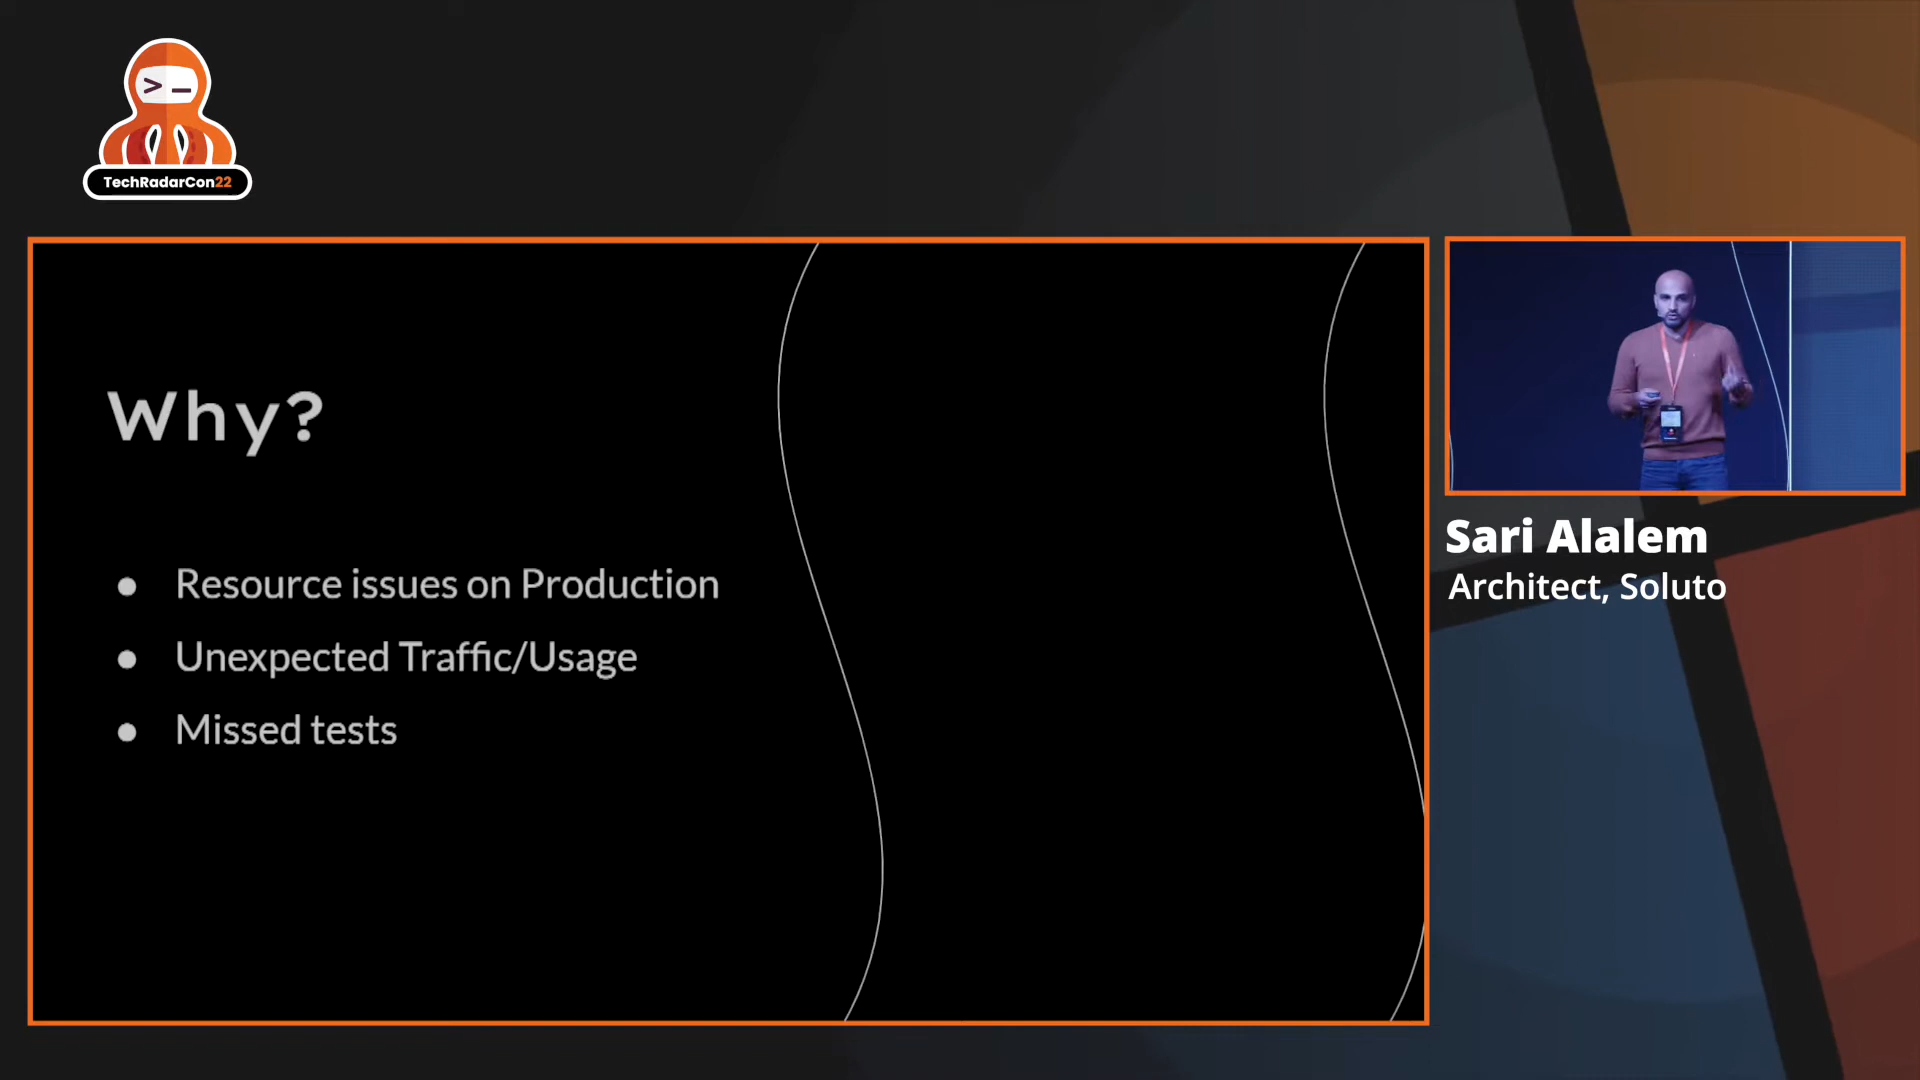 >_
TechRadarCon22
Why?
● Resource issues on Production
● Unexpected Traffic/Usage
● Missed tests
Sari Alalem
Architect, Soluto